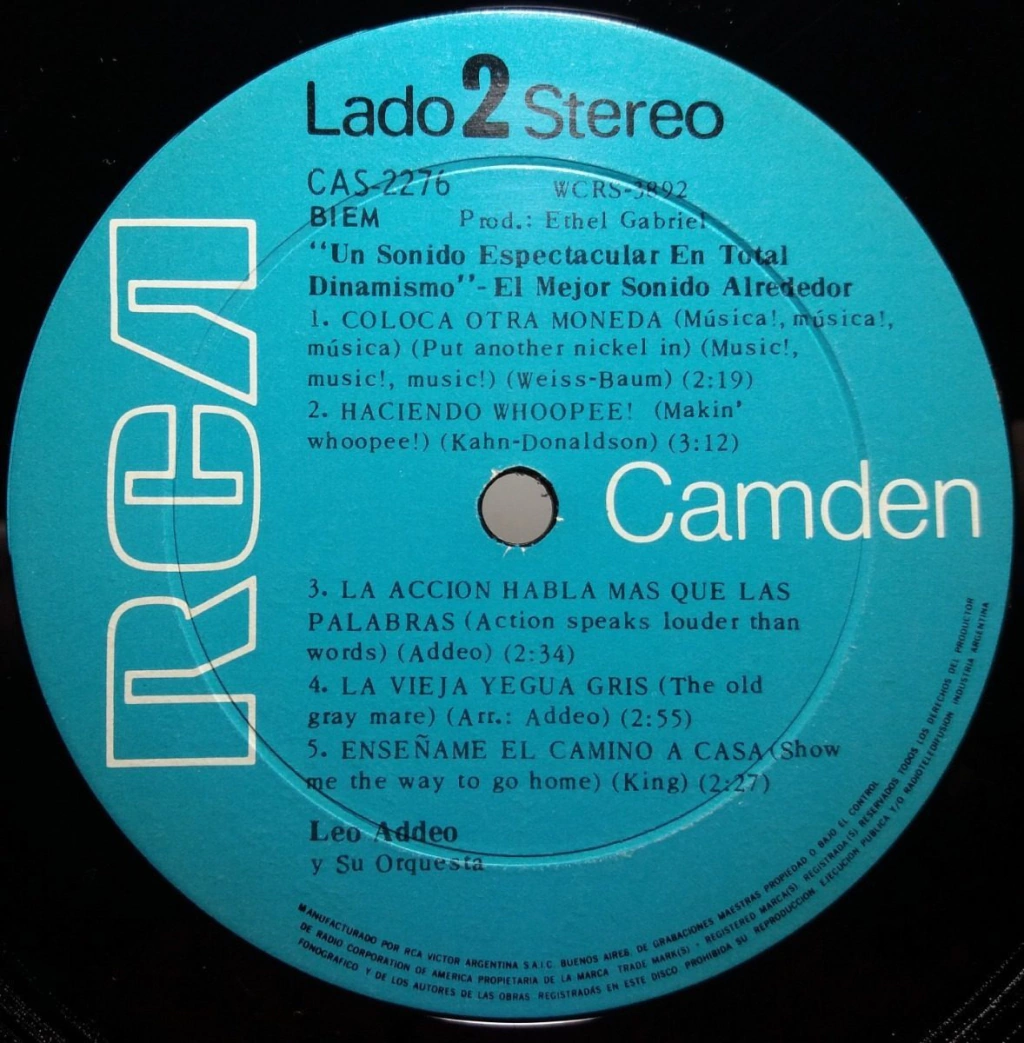 Lado 2 Stereo
CAS-2276 WCRS-3892
BIEM Prod.: Ethel Gabriel
"Un Sonido Espectacular En Total
Dinamismo"-El Mejor Sonido Alrededor
1. COLOCA OTRA MONEDA (Música!, música!,
música) (Put another nickel in) (Music!,
music!, music!) (Weiss-Baum) (2:19)
2. HACIENDO WHOOPEE! (Makin'
whoopee!) (Kahn-Donaldson) (3:12)
RCA
Camden
3. LA ACCION HABLA MAS QUE LAS
PALABRAS (Action speaks louder than
words) (Addeo) (2:34)
4. LA VIEJA YEGUA GRIS (The old
gray mare) (Arr.: Addeo) (2:55)
5. ENSEÑAME EL CAMINO A CASA (Show
me the way to go home) (King) (2:27)
Leo Addeo
y Su Orquesta
MANUFACTURADO POR RCA VICTOR ARGENTINA S.A.I.C. BUENOS AIRES, DE GRABACIONES MAESTRAS PROPIEDAD O BAJO EL CONTROL
DE RADIO CORPORATION OF AMERICA PROPIETARIA DE LA MARCA. TRADE MARK(S) • REGISTERED MARCA(S). REGISTRADA(S) RESERVADOS TODOS LOS DERECHOS DEL PRODUCTOR
FONOGRAFICO Y DE LOS AUTORES DE LAS OBRAS REGISTRADAS EN ESTE DISCO. PROHIBIDA SU REPRODUCCION, EJECUCION PUBLICA Y/O RADIOTELEDIFUSION INDUSTRIA ARGENTINA